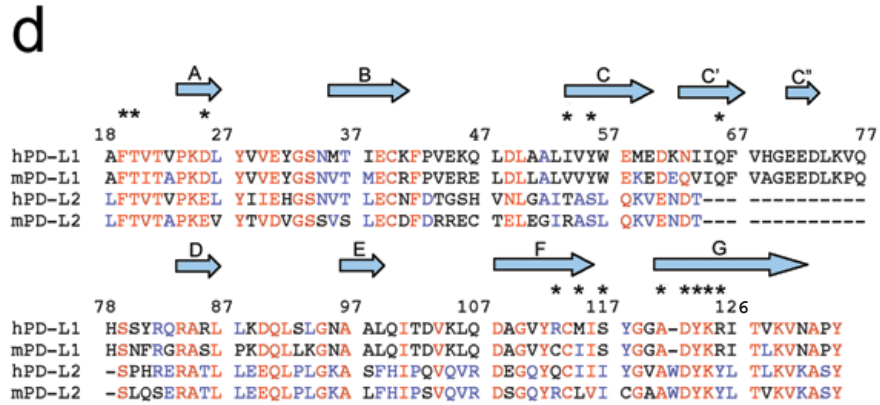 d
A B C C' C"
** * * * *
18 27 37 47 57 67 77
hPD-L1 AFTVTVPKDL YVVEYGSNMT IECKFPVEKQ LDLAALIVYW EMEDKNIIQF VHGEEDLKVQ
mPD-L1 AFTITAPKDL YVVEYGSNVT MECRFPVERE LDLLALVVYW EKEDEQVIQF VAGEEDLKPQ
hPD-L2 LFTVTAPKEL YIIEHGSNVT LECNFDTGSH VNLGAITASL QKVENDT--- ----------
mPD-L2 LFTVTAPKEV YTVDVGSSVS LECDFDRREC TELEGIRASL QKVENDT--- ----------
D E F G
* * * * ****
78 87 97 107 117 126
hPD-L1 HSSYRQRARL LKDQLSLGNA ALQITDVKLQ DAGVYRCMIS YGGA-DYKRI TVKVNAPY
mPD-L1 HSNFRGRASL PKDQLLKGNA ALQITDVKLQ DAGVYCCIIS YGGA-DYKRI TLKVNAPY
hPD-L2 -SPHRERATL LEEQLPLGKA SFHIPQVQVR DEGQYQCIII YGVAWDYKYL TLKVKASY
mPD-L2 -SLQSERATL LEEQLPLGKA LFHIPSVQVR DSGQYRCLVI CGAAWDYKYL TVKVKASY